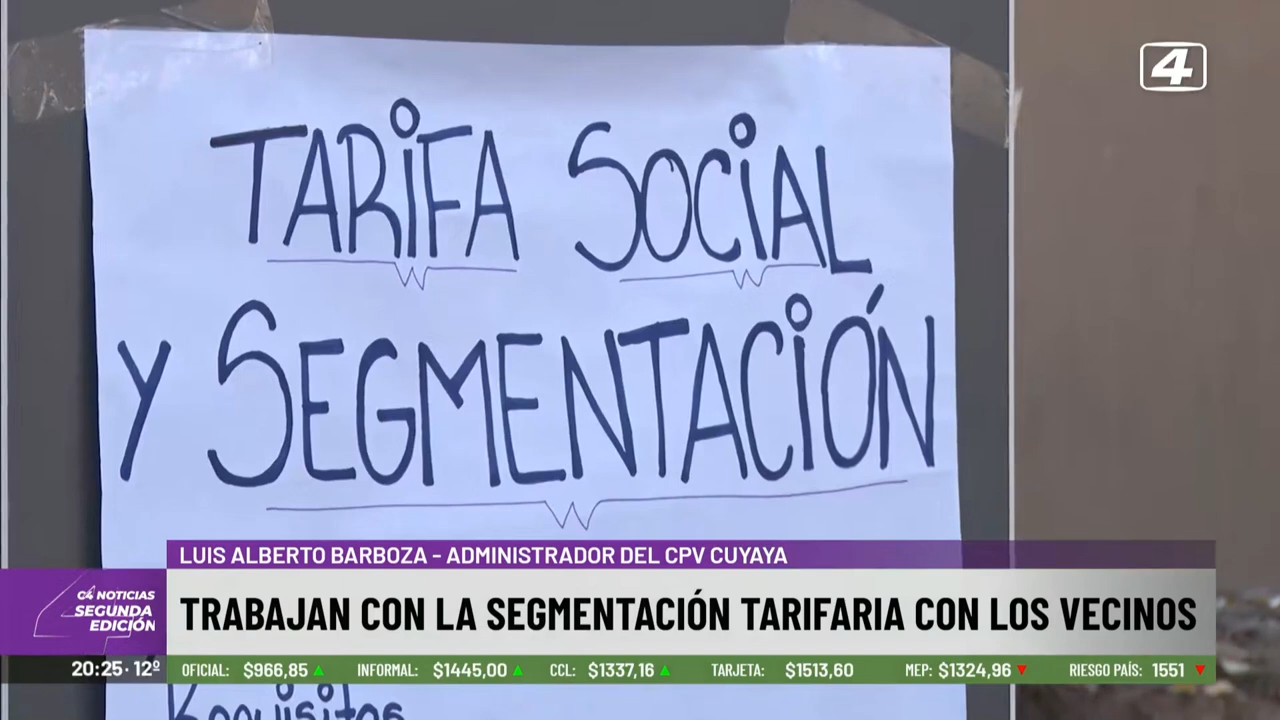 4
TARIFA SOCIAL
Y SEGMENTACIÓN
LUIS ALBERTO BARBOZA - ADMINISTRADOR DEL CPV CUYAYA
C4 NOTICIAS
SEGUNDA
EDICIÓN
TRABAJAN CON LA SEGMENTACIÓN TARIFARIA CON LOS VECINOS
20:25· 12º OFICIAL: $966,85 INFORMAL: $1445,00 CCL: $1337,16 TARJETA: $1513,60 MEP: $1324,96 RIESGO PAÍS: 1551
Requisitos